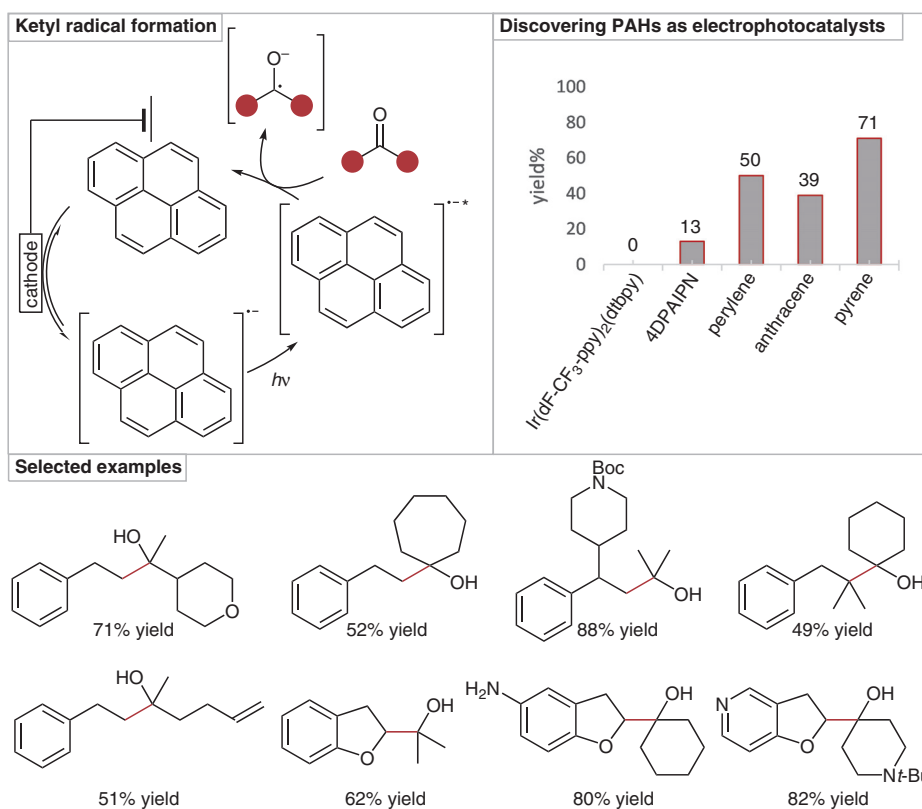 Ketyl radical formation
O–
•
O
•–*
cathode
•–
hν
Discovering PAHs as electrophotocatalysts
yield%
100
80
60
40
20
0
0
13
50
39
71
Ir(dF-CF3-ppy)2(dtbpy)
4DPAIPN
perylene
anthracene
pyrene
Selected examples
HO
O
71% yield
OH
52% yield
Boc
N
OH
88% yield
OH
49% yield
HO
51% yield
O
OH
62% yield
H2N
O
OH
80% yield
N
O
OH
Nt-Bu
82% yield